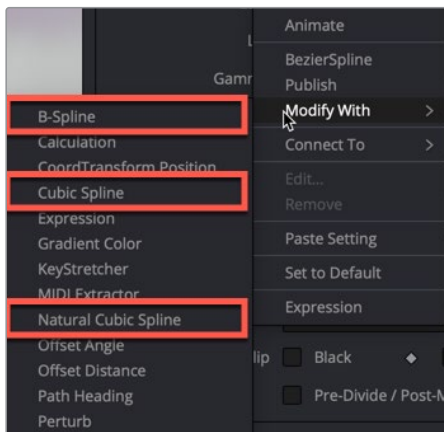 Animate
BezierSpline
Gamm
Publish
Modify With >
Connect To >
Edit...
Remove
Paste Setting
Set to Default
Expression
B-Spline
Calculation
CoordTransform Position
Cubic Spline
Expression
Gradient Color
KeyStretcher
MIDI Extractor
Natural Cubic Spline
Offset Angle
Offset Distance
Path Heading
Perturb
lip
Black
Pre-Divide / Post-M